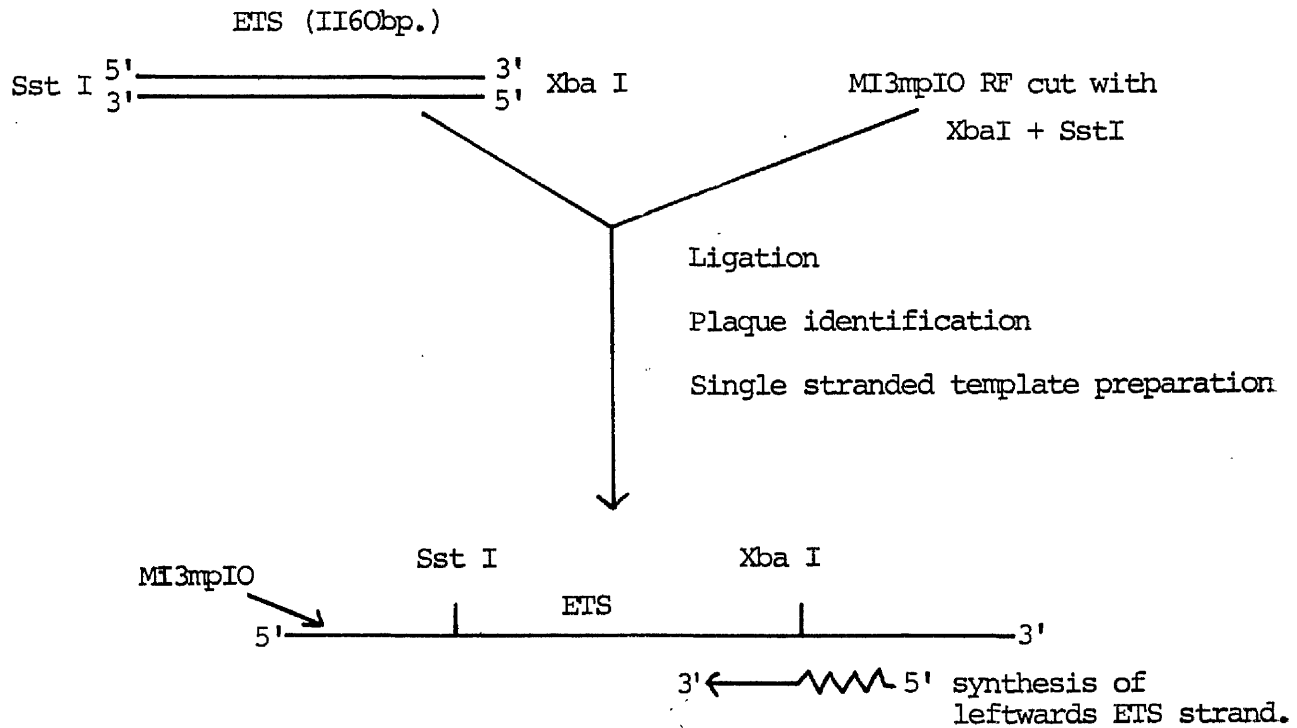 ETS (II60bp.)
Sst I 5' 3' Xba I
3' 5'
MI3mpIO RF cut with
XbaI + SstI
Ligation
Plaque identification
Single stranded template preparation
Sst I Xba I
MI3mpIO
ETS
5' 3'
3' 5' synthesis of
leftwards ETS strand.